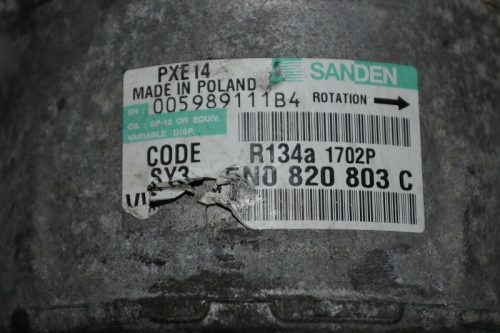 PXE14 SANDEN
MADE IN POLAND
SN: 005989111B4 ROTATION
OIL: SP-10 OR EQUIV.
VARIABLE DISP.
CODE R134a 1702P
SY3 5N0 820 803 C